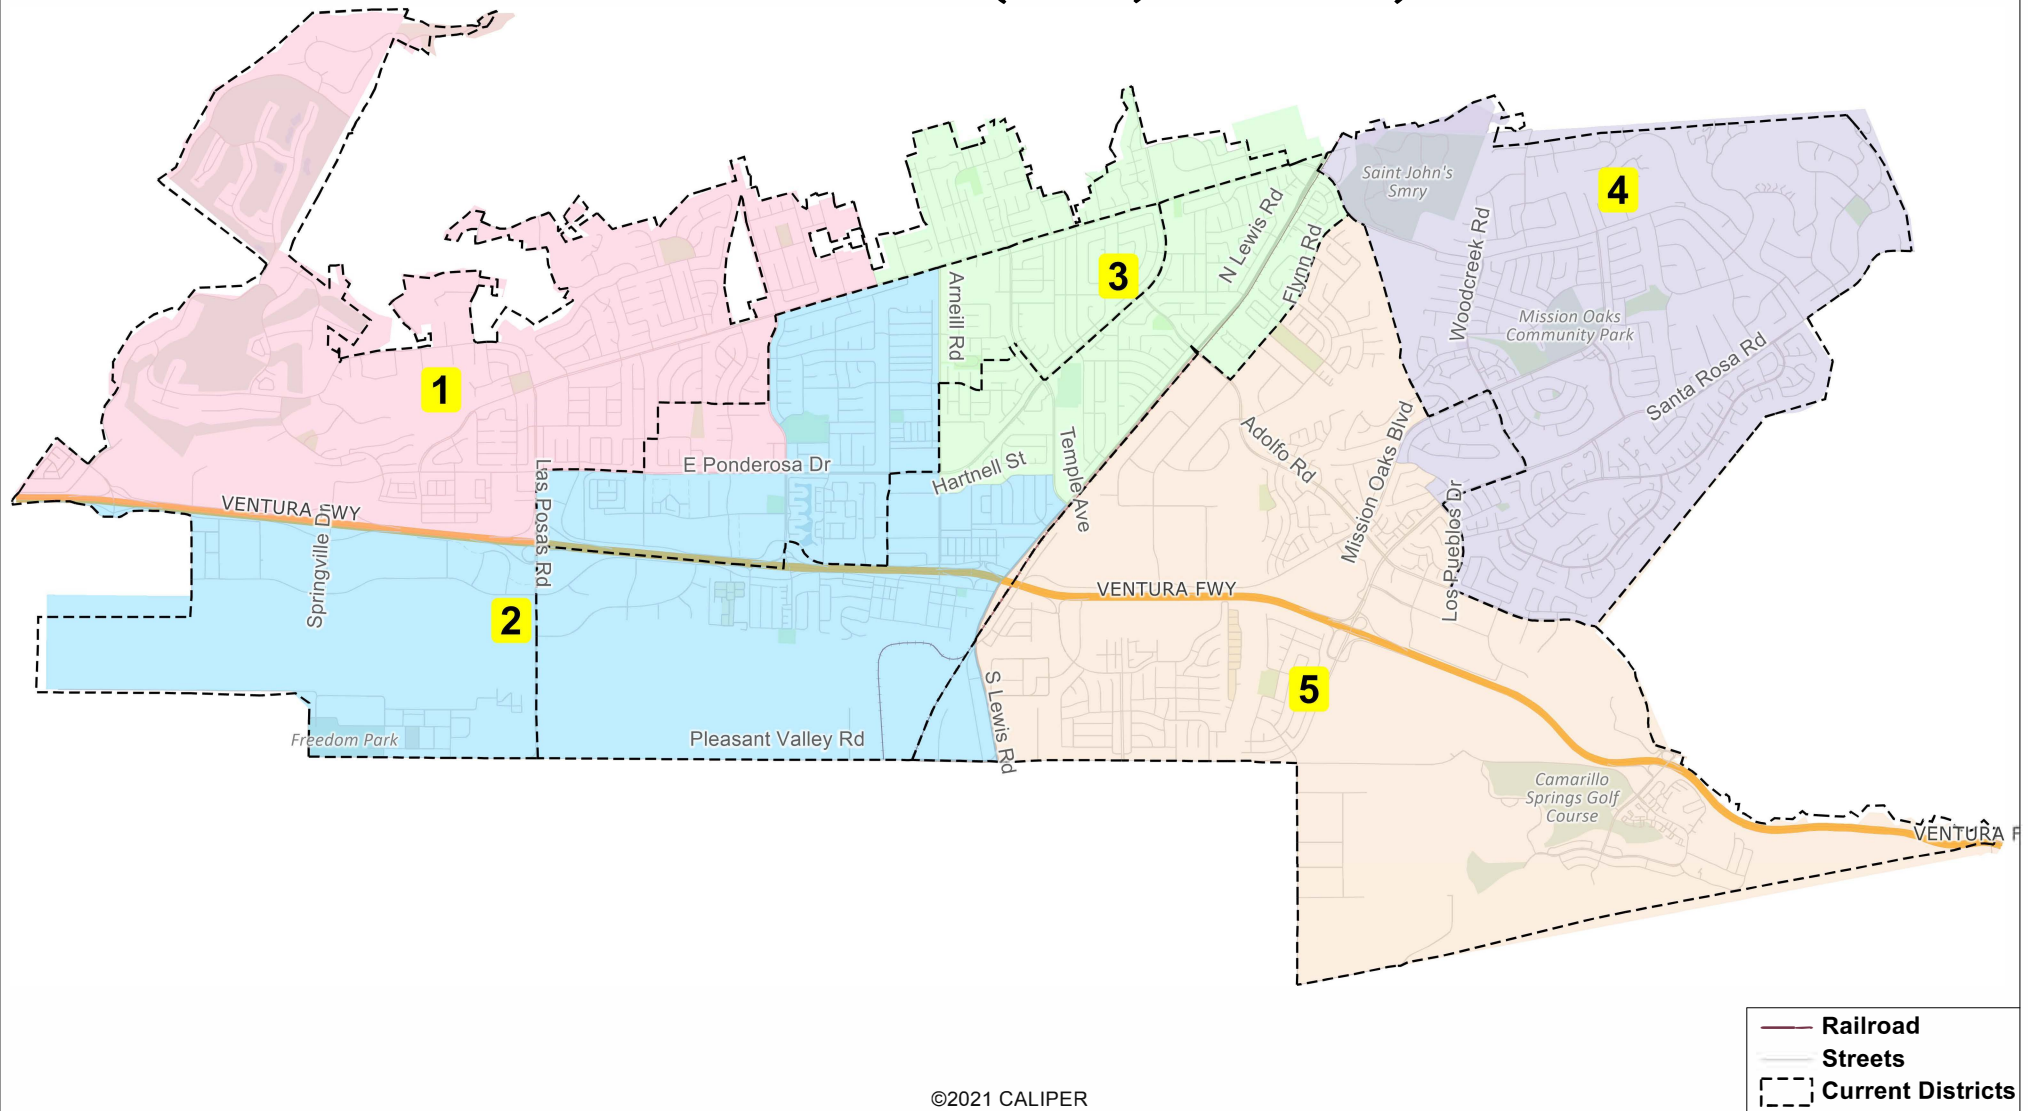 Saint John's
Smry
4
N Lewis Rd
Woodcreek Rd
3
Flynn Rd
Arneill Rd
Mission Oaks
Community Park
Santa Rosa Rd
1
Adolfo Rd
Mission Oaks Blvd
E Ponderosa Dr
Hartnell St
Temple Ave
VENTURA FWY
Springville Dr
Las Posas Rd
Los Pueblos Dr
VENTURA FWY
2
5
S Lewis Rd
Freedom Park
Pleasant Valley Rd
Camarillo
Springs Golf
Course
VENTURA F
Railroad
Streets
Current Districts
©2021 CALIPER